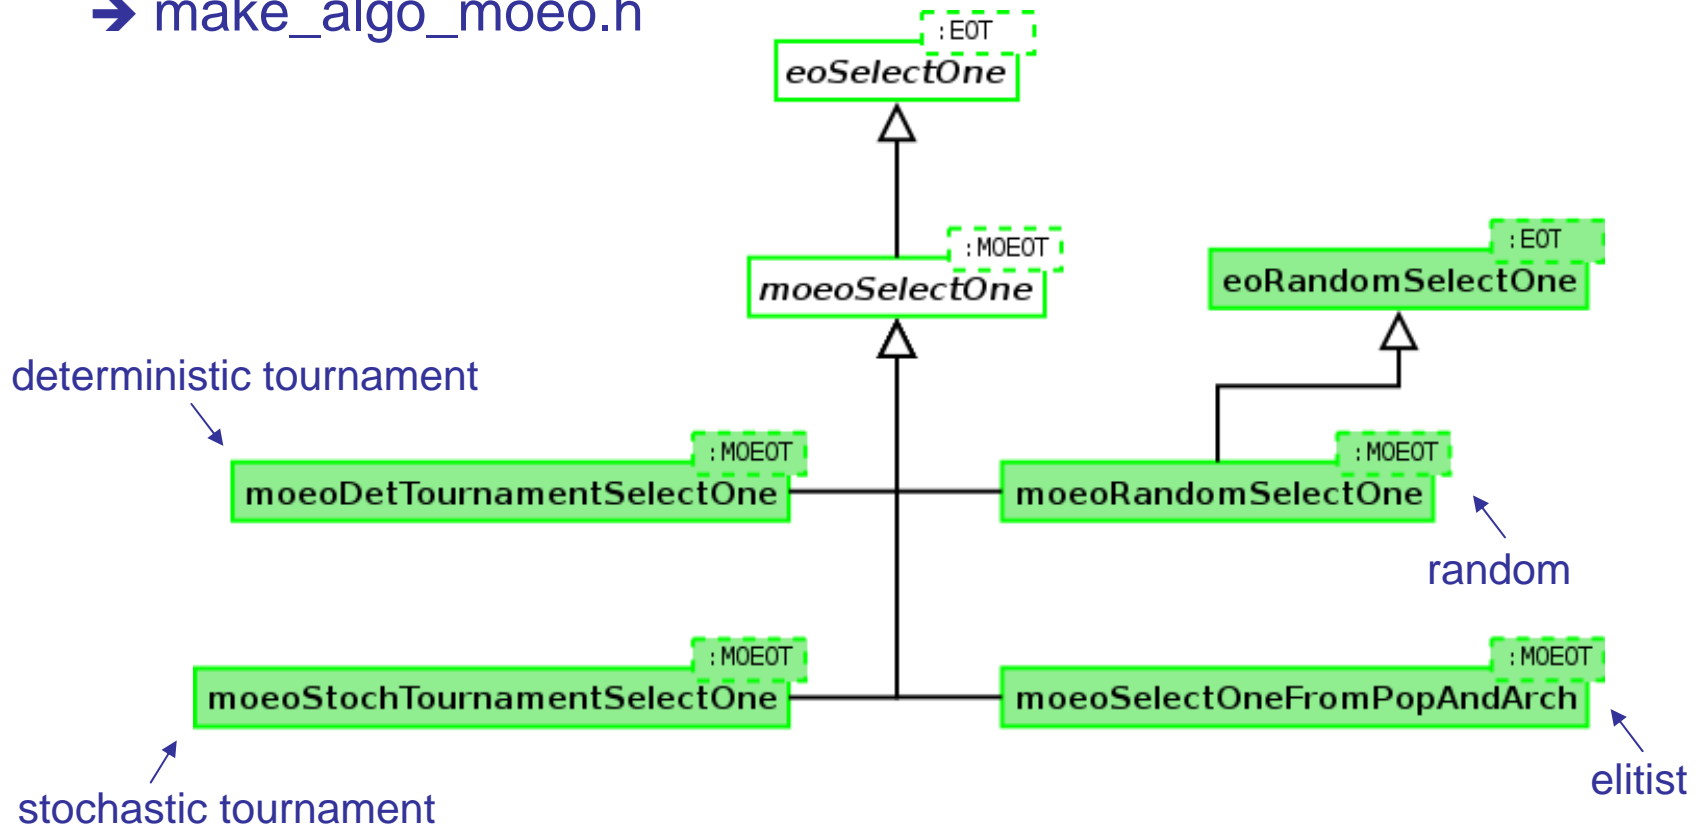 ➔ make_algo_moeo.h
:EOT
eoSelectOne
:MOEOT
moeoSelectOne
:EOT
eoRandomSelectOne
deterministic tournament
:MOEOT
moeoDetTournamentSelectOne
:MOEOT
moeoRandomSelectOne
random
:MOEOT
moeoStochTournamentSelectOne
:MOEOT
moeoSelectOneFromPopAndArch
elitist
stochastic tournament